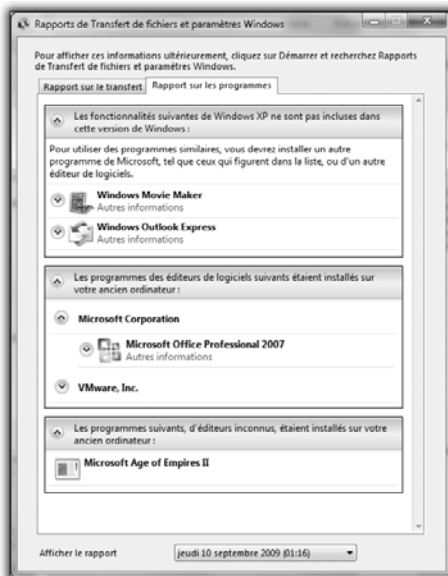 Rapports de Transfert de fichiers et paramètres Windows
Pour afficher ces informations ultérieurement, cliquez sur Démarrer et recherchez Rapports
de Transfert de fichiers et paramètres Windows.
Rapport sur le transfert Rapport sur les programmes
Les fonctionnalités suivantes de Windows XP ne sont pas incluses dans
cette version de Windows :
Pour utiliser des programmes similaires, vous devrez installer un autre
programme de Microsoft, tel que ceux qui figurent dans la liste, ou d'un autre
éditeur de logiciels.
Windows Movie Maker
Autres informations
Windows Outlook Express
Autres informations
Les programmes des éditeurs de logiciels suivants étaient installés sur
votre ancien ordinateur :
Microsoft Corporation
Microsoft Office Professional 2007
Autres informations
VMware, Inc.
Les programmes suivants, d'éditeurs inconnus, étaient installés sur votre
ancien ordinateur :
Microsoft Age of Empires II
Afficher le rapport jeudi 10 septembre 2009 (01:16)